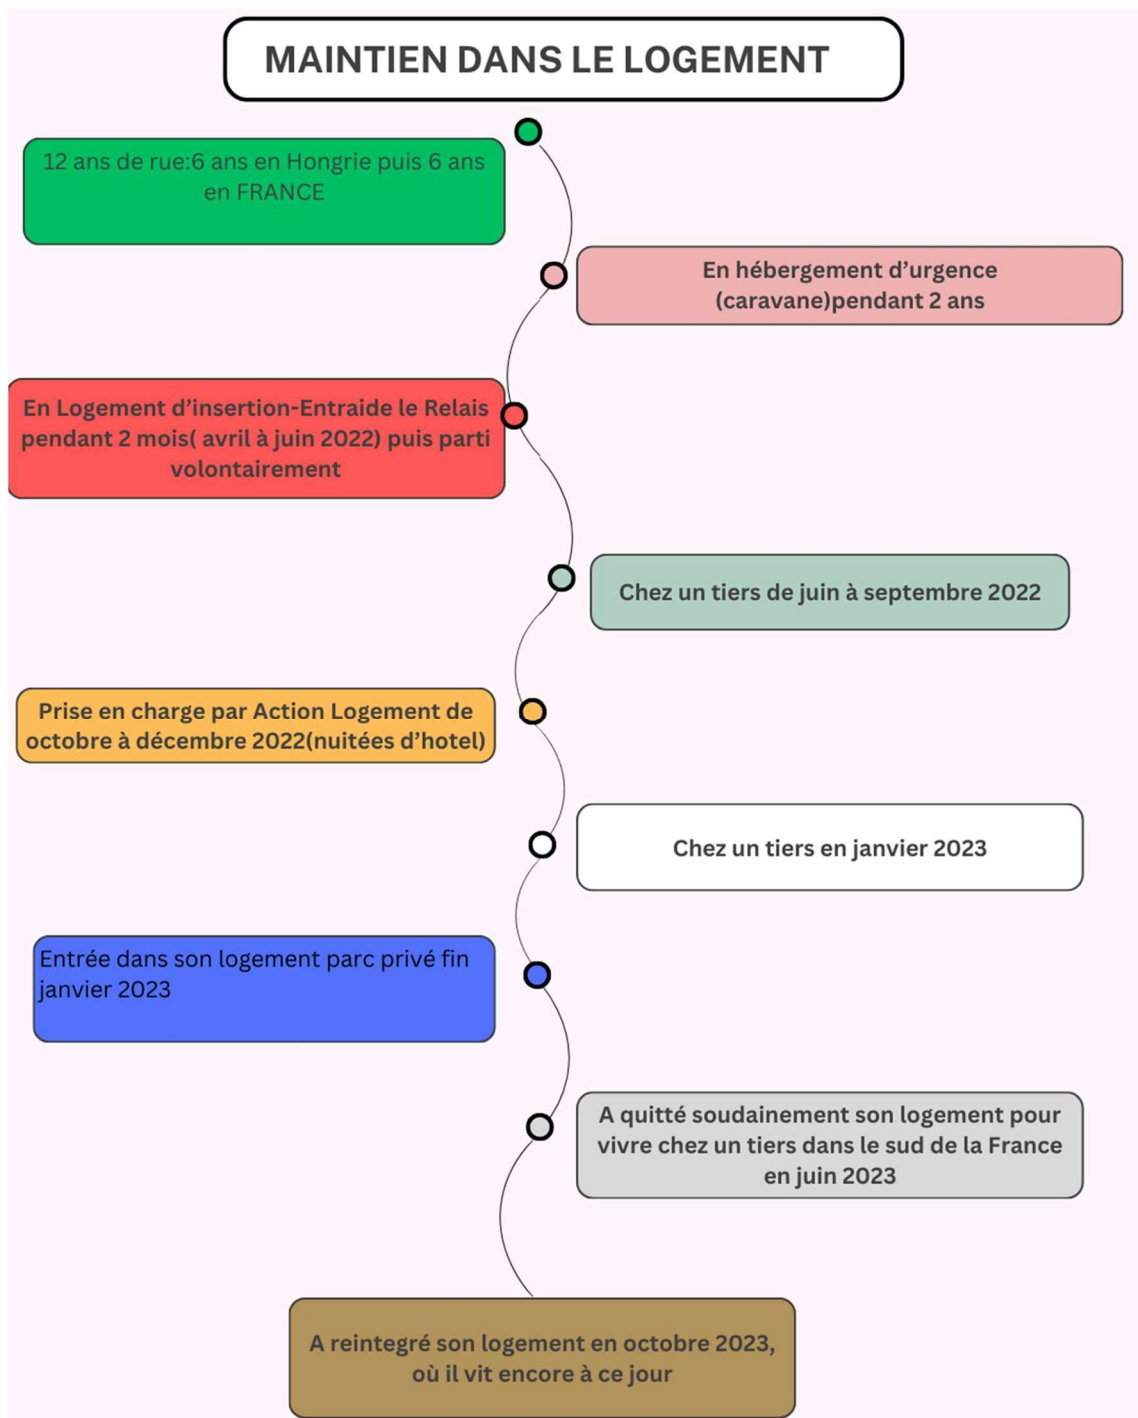 MAINTIEN DANS LE LOGEMENT
12 ans de rue:6 ans en Hongrie puis 6 ans
en FRANCE
En hébergement d’urgence
(caravane)pendant 2 ans
En Logement d’insertion-Entraide le Relais
pendant 2 mois( avril à juin 2022) puis parti
volontairement
Chez un tiers de juin à septembre 2022
Prise en charge par Action Logement de
octobre à décembre 2022(nuitées d’hotel)
Chez un tiers en janvier 2023
Entrée dans son logement parc privé fin
janvier 2023
A quitté soudainement son logement pour
vivre chez un tiers dans le sud de la France
en juin 2023
A reintegré son logement en octobre 2023,
où il vit encore à ce jour